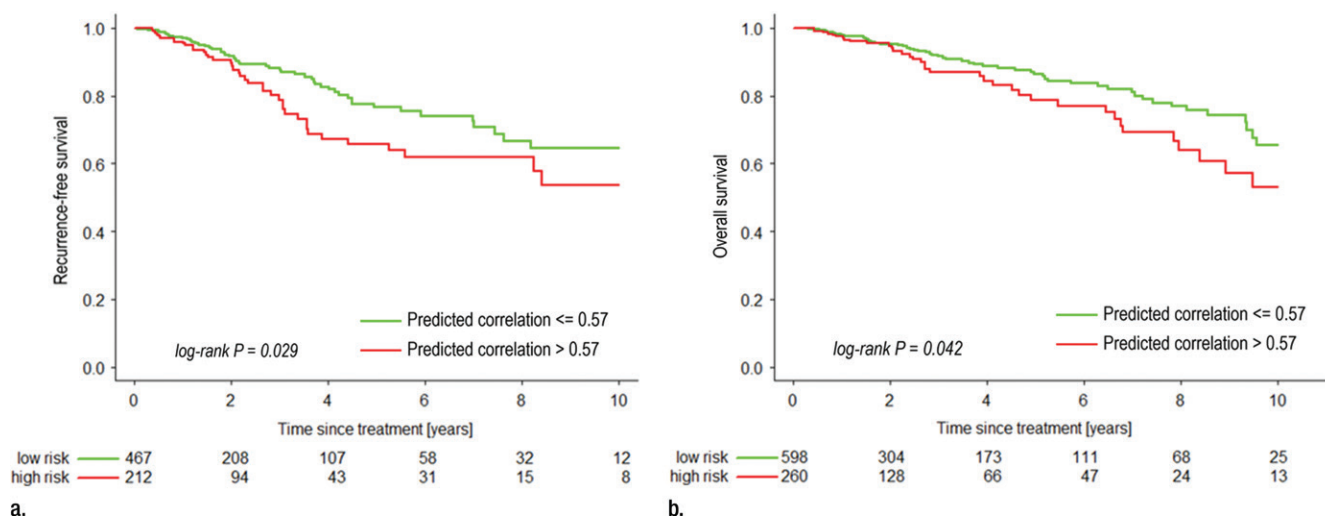 1.0
0.8
0.6
0.4
0.2
0.0
Recurrence-free survival
Predicted correlation <= 0.57
Predicted correlation > 0.57
log-rank P = 0.029
0 2 4 6 8 10
Time since treatment [years]
low risk 467 208 107 58 32 12
high risk 212 94 43 31 15 8
a.
1.0
0.8
0.6
0.4
0.2
0.0
Overall survival
Predicted correlation <= 0.57
Predicted correlation > 0.57
log-rank P = 0.042
0 2 4 6 8 10
Time since treatment [years]
low risk 598 304 173 111 68 25
high risk 260 128 66 47 24 13
b.